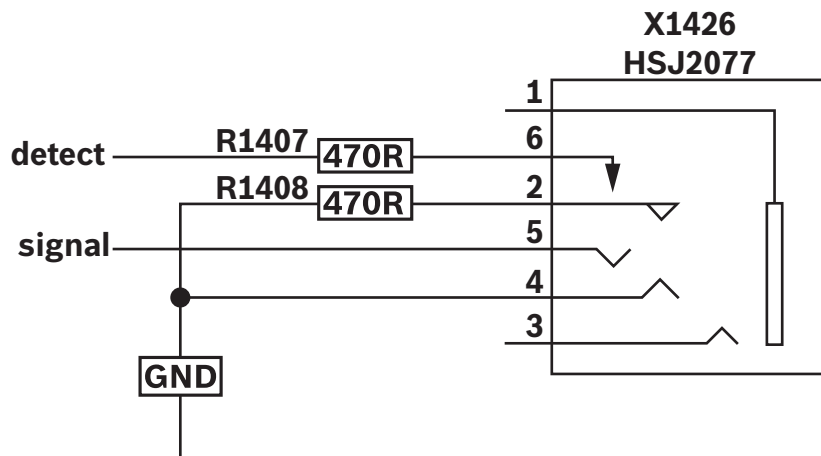 X1426
HSJ2077
1
detect R1407 470R 6
R1408 470R 2
signal 5
4
3
GND